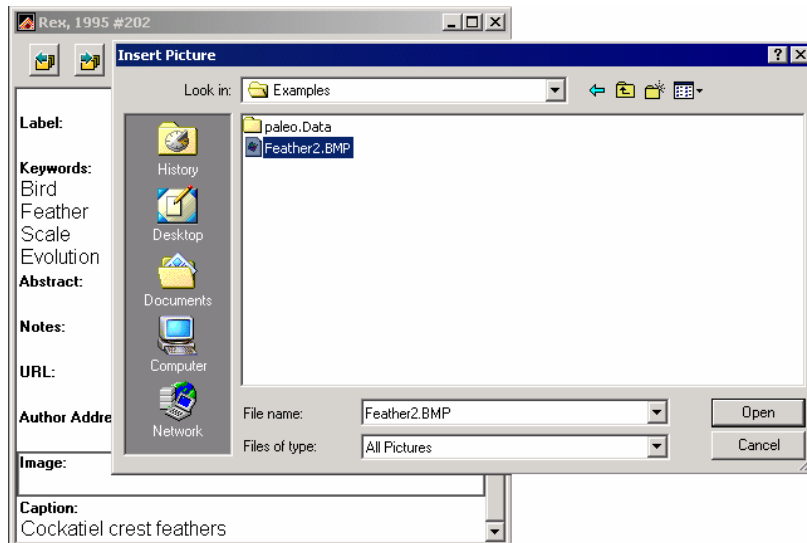 Rex, 1995 #202
Insert Picture
Look in: Examples
Label:
Keywords:
Bird
Feather
Scale
Evolution
Abstract:
Notes:
URL:
Author Addre
Image:
Caption:
Cockatiel crest feathers
History
Desktop
Documents
Computer
Network
paleo.Data
Feather2.BMP
File name: Feather2.BMP Open
Files of type: All Pictures Cancel